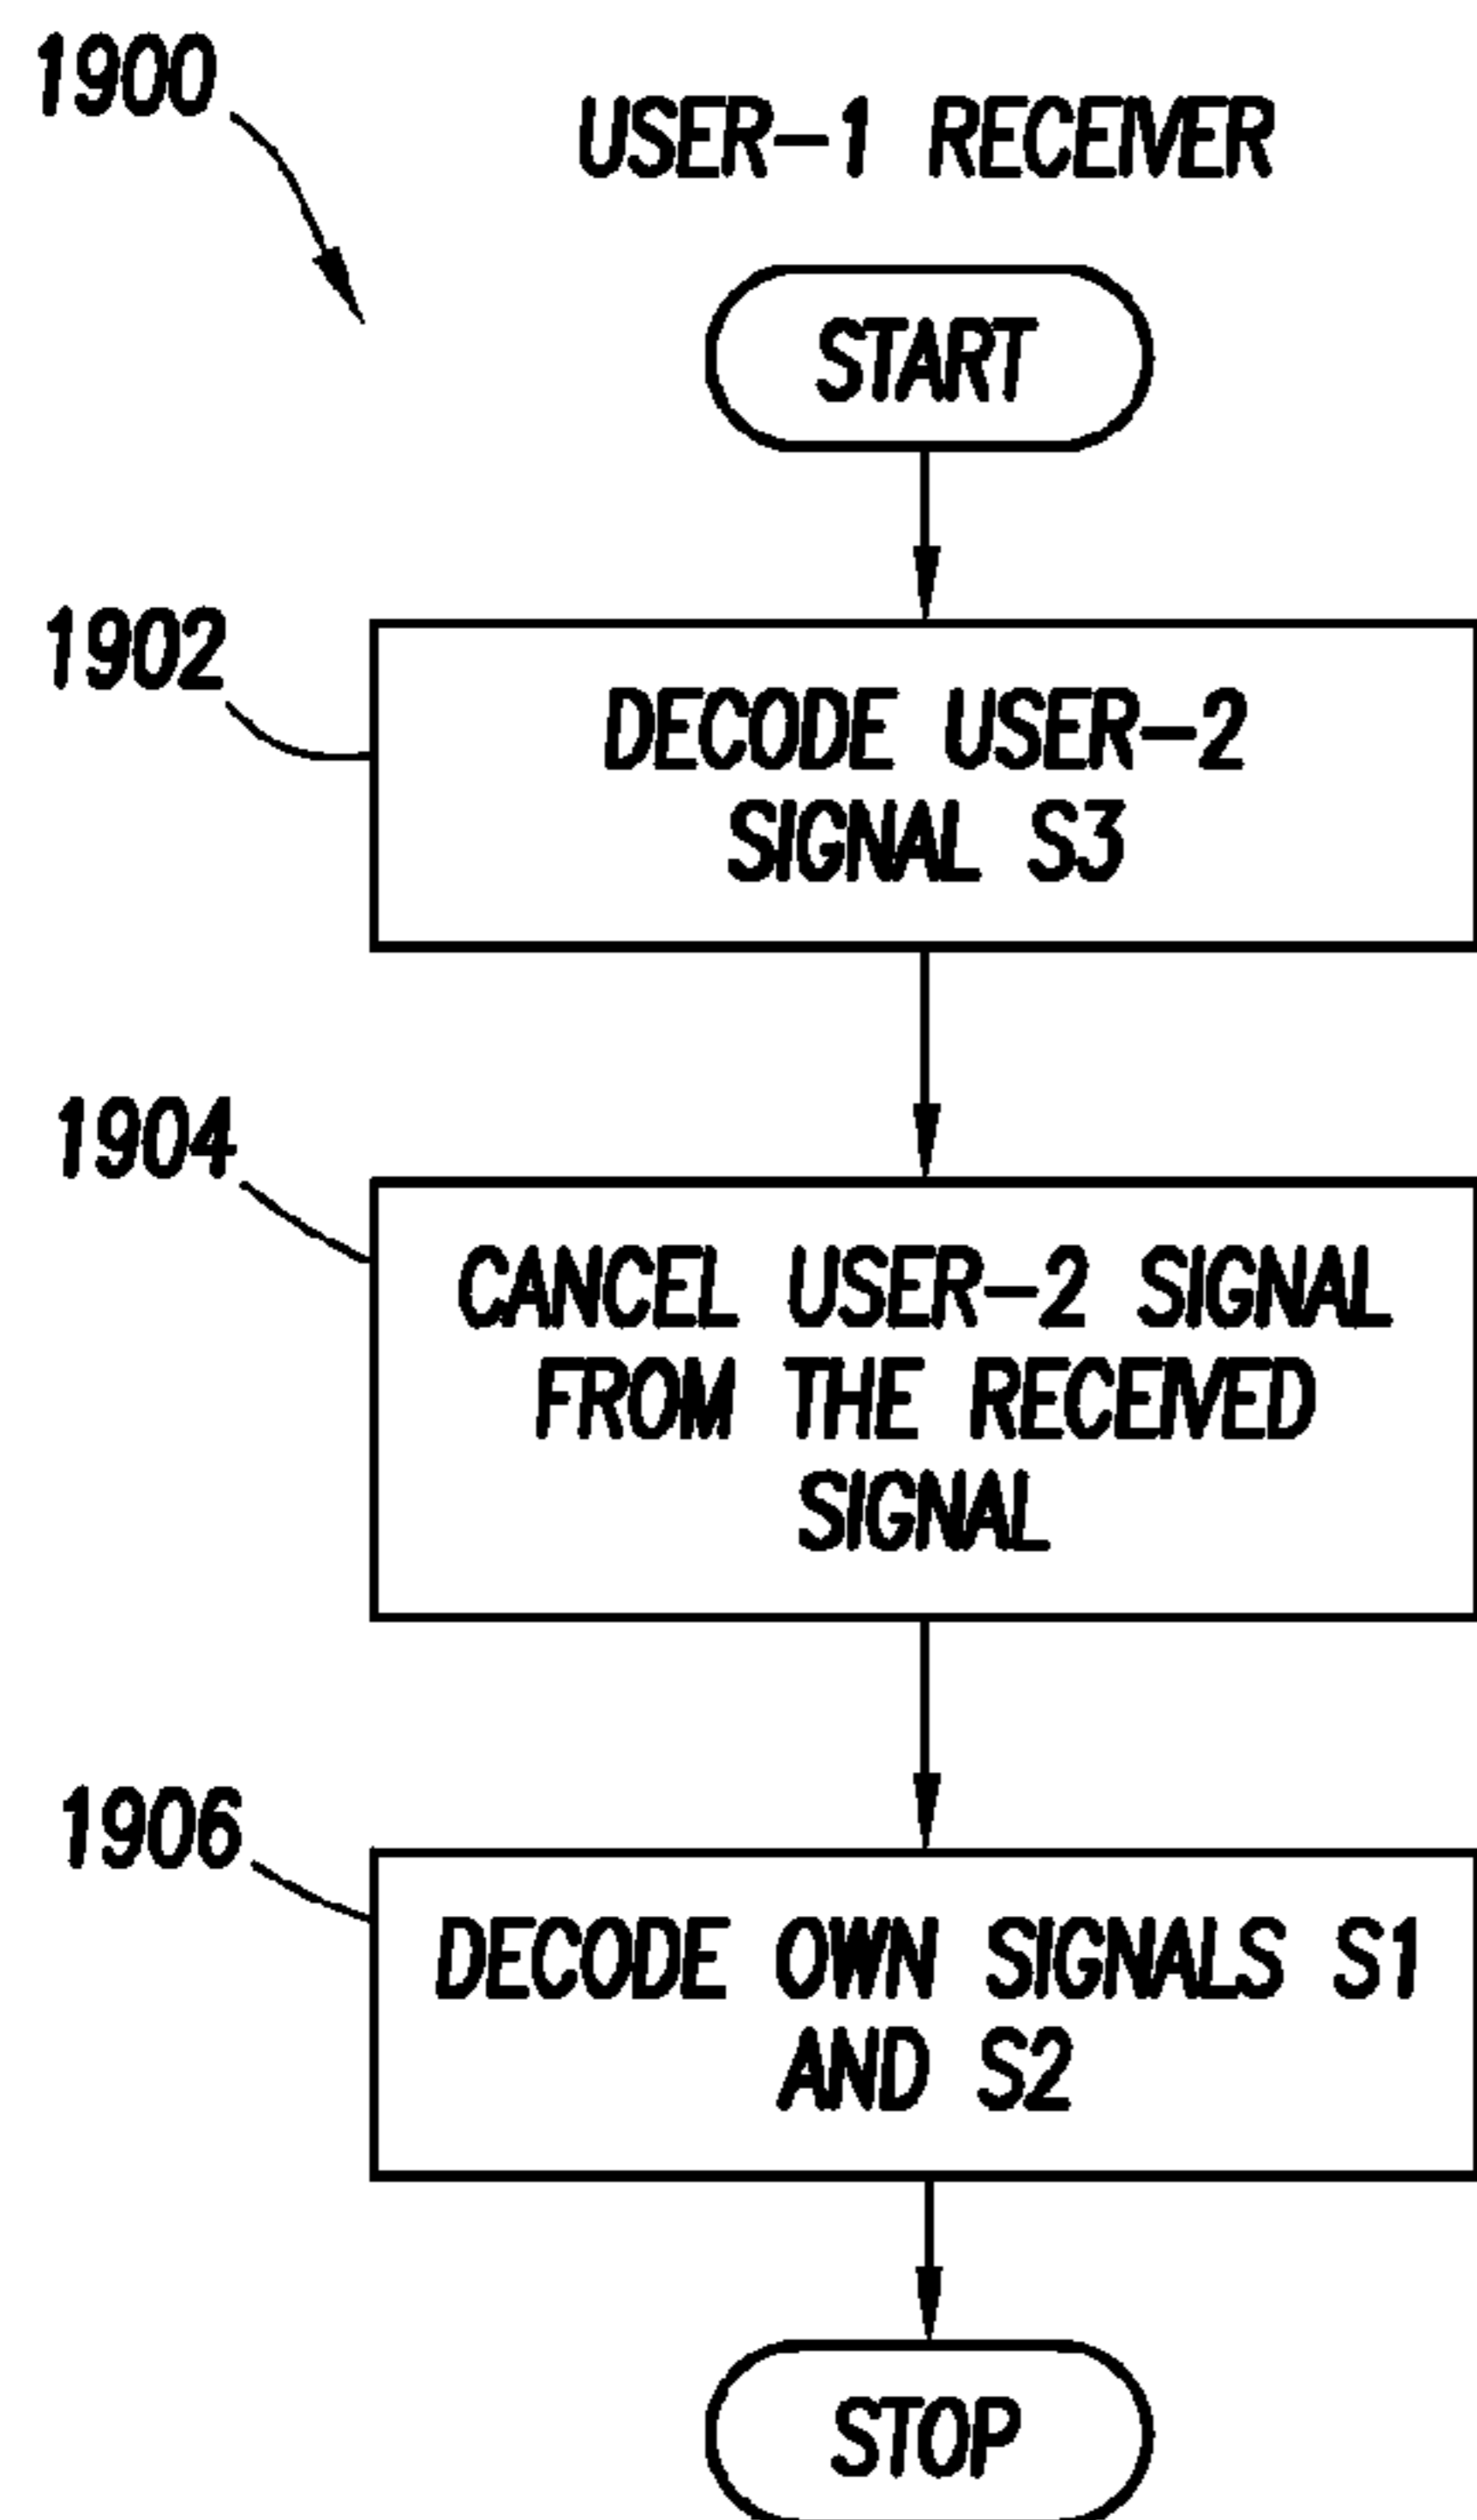 1900
USER-1 RECEIVER
START
1902
DECODE USER-2
SIGNAL S3
1904
CANCEL USER-2 SIGNAL
FROM THE RECEIVED
SIGNAL
1906
DECODE OWN SIGNALS S1
AND S2
STOP